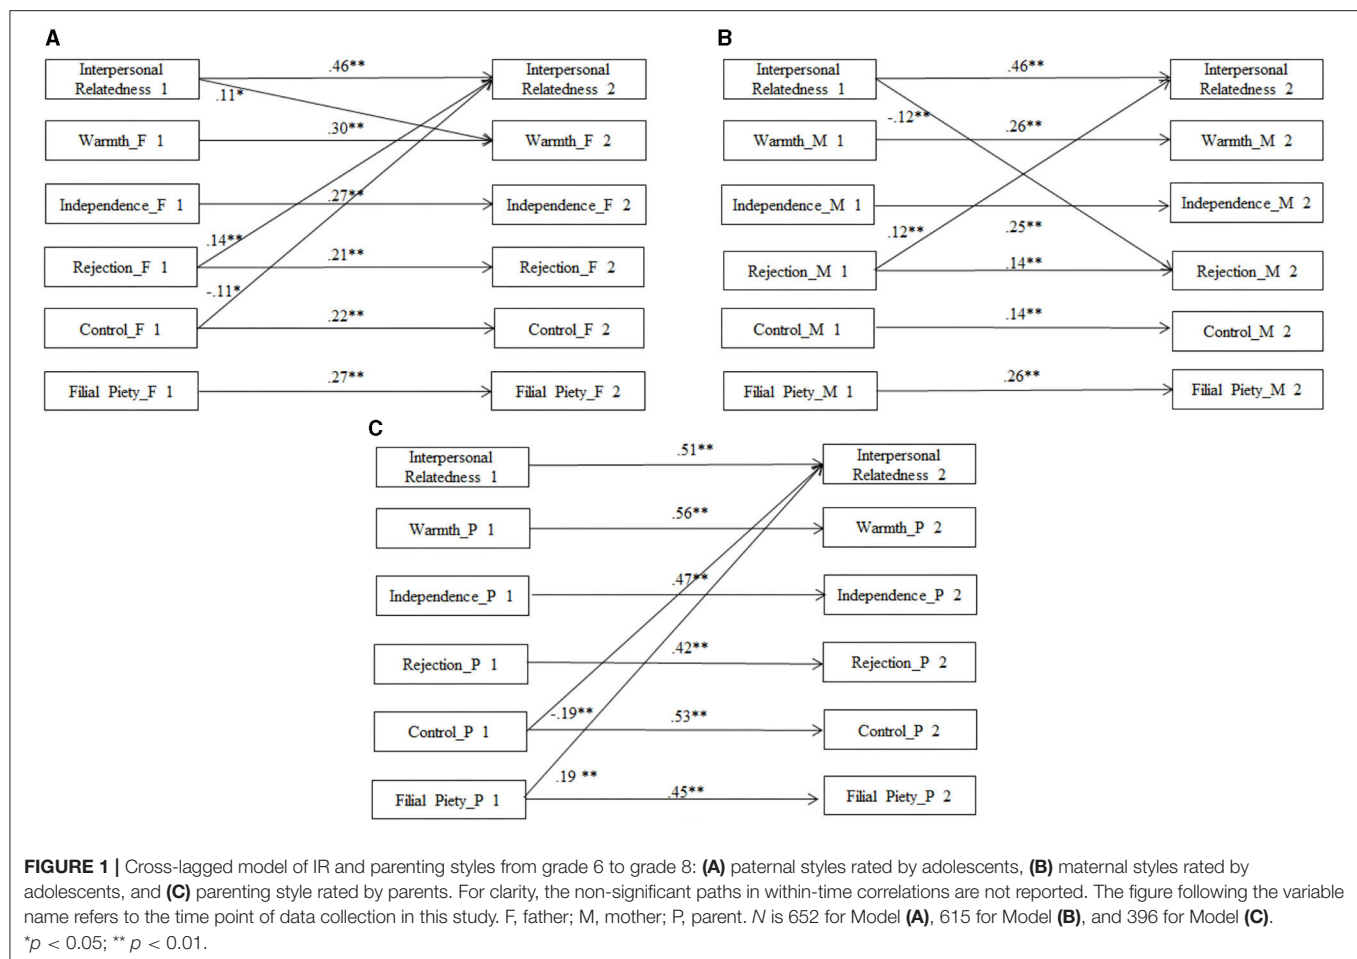 A
Interpersonal
Relatedness 1
.46**
Interpersonal
Relatedness 2
.11*
Warmth_F 1
.30**
Warmth_F 2
Independence_F 1
.27**
Independence_F 2
.14**
Rejection_F 1
.21**
Rejection_F 2
-.11*
Control_F 1
.22**
Control_F 2
Filial Piety_F 1
.27**
Filial Piety_F 2
B
Interpersonal
Relatedness 1
.46**
Interpersonal
Relatedness 2
-.12**
Warmth_M 1
.26**
Warmth_M 2
Independence_M 1
Independence_M 2
.12**
.25**
Rejection_M 1
.14**
Rejection_M 2
Control_M 1
.14**
Control_M 2
Filial Piety_M 1
.26**
Filial Piety_M 2
C
Interpersonal
Relatedness 1
.51**
Interpersonal
Relatedness 2
Warmth_P 1
.56**
Warmth_P 2
Independence_P 1
.47**
Independence_P 2
Rejection_P 1
.42**
Rejection_P 2
-.19**
Control_P 1
.53**
Control_P 2
.19 **
Filial Piety_P 1
.45**
Filial Piety_P 2
FIGURE 1 | Cross-lagged model of IR and parenting styles from grade 6 to grade 8: (A) paternal styles rated by adolescents, (B) maternal styles rated by
adolescents, and (C) parenting style rated by parents. For clarity, the non-significant paths in within-time correlations are not reported. The figure following the variable
name refers to the time point of data collection in this study. F, father; M, mother; P, parent. N is 652 for Model (A), 615 for Model (B), and 396 for Model (C).
*p < 0.05; ** p < 0.01.